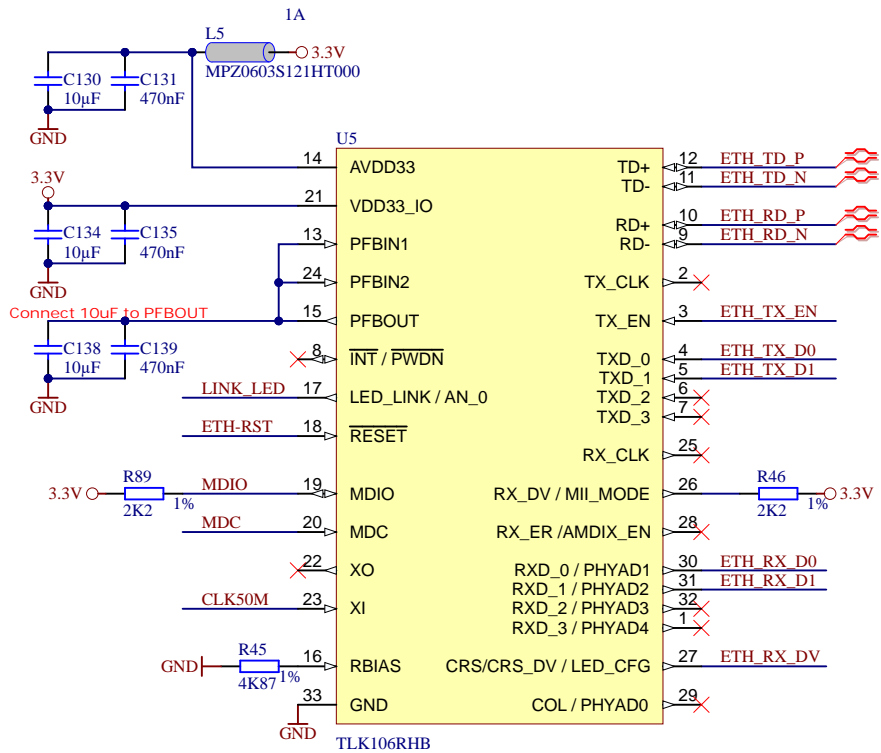 1A
L5
3.3V
MPZ0603S121HT000
C130
10µF
C131
470nF
GND
U5
14 AVDD33
3.3V
21 VDD33_IO
C134
10µF
C135
470nF
GND
13 PFBIN1
24 PFBIN2
Connect 10uF to PFBOUT
15 PFBOUT
C138
10µF
C139
470nF
GND
8 INT / PWDN
LINK_LED 17 LED_LINK / AN_0
ETH-RST 18 RESET
3.3V R89 2K2 1% MDIO 19 MDIO
MDC 20 MDC
22 XO
CLK50M 23 XI
GND R45 4K87 1% 16 RBIAS
33 GND
GND
TD+ 12 ETH_TD_P
TD- 11 ETH_TD_N
RD+ 10 ETH_RD_P
RD- 9 ETH_RD_N
TX_CLK 2
TX_EN 3 ETH_TX_EN
TXD_0 4 ETH_TX_D0
TXD_1 5 ETH_TX_D1
TXD_2 6
TXD_3 7
RX_CLK 25
RX_DV / MII_MODE 26 R46 2K2 1% 3.3V
RX_ER /AMDIX_EN 28
RXD_0 / PHYAD1 30 ETH_RX_D0
RXD_1 / PHYAD2 31 ETH_RX_D1
RXD_2 / PHYAD3 32
RXD_3 / PHYAD4 1
CRS/CRS_DV / LED_CFG 27 ETH_RX_DV
COL / PHYAD0 29
TLK106RHB